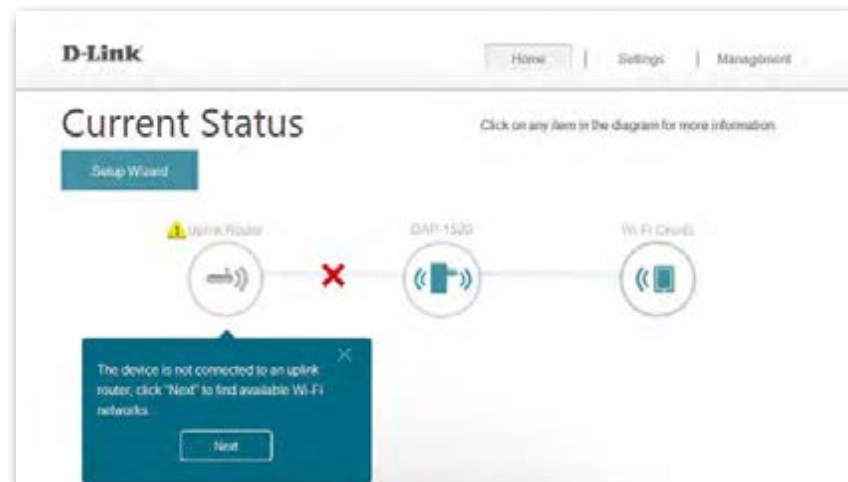 D-Link
Home | Settings | Management
Current Status
Click on any item in the diagram for more information.
Setup Wizard
Uplink Router
DAP-1520
Wi-Fi Clients
The device is not connected to an uplink
router, click "Next" to find available Wi-Fi
networks.
Next